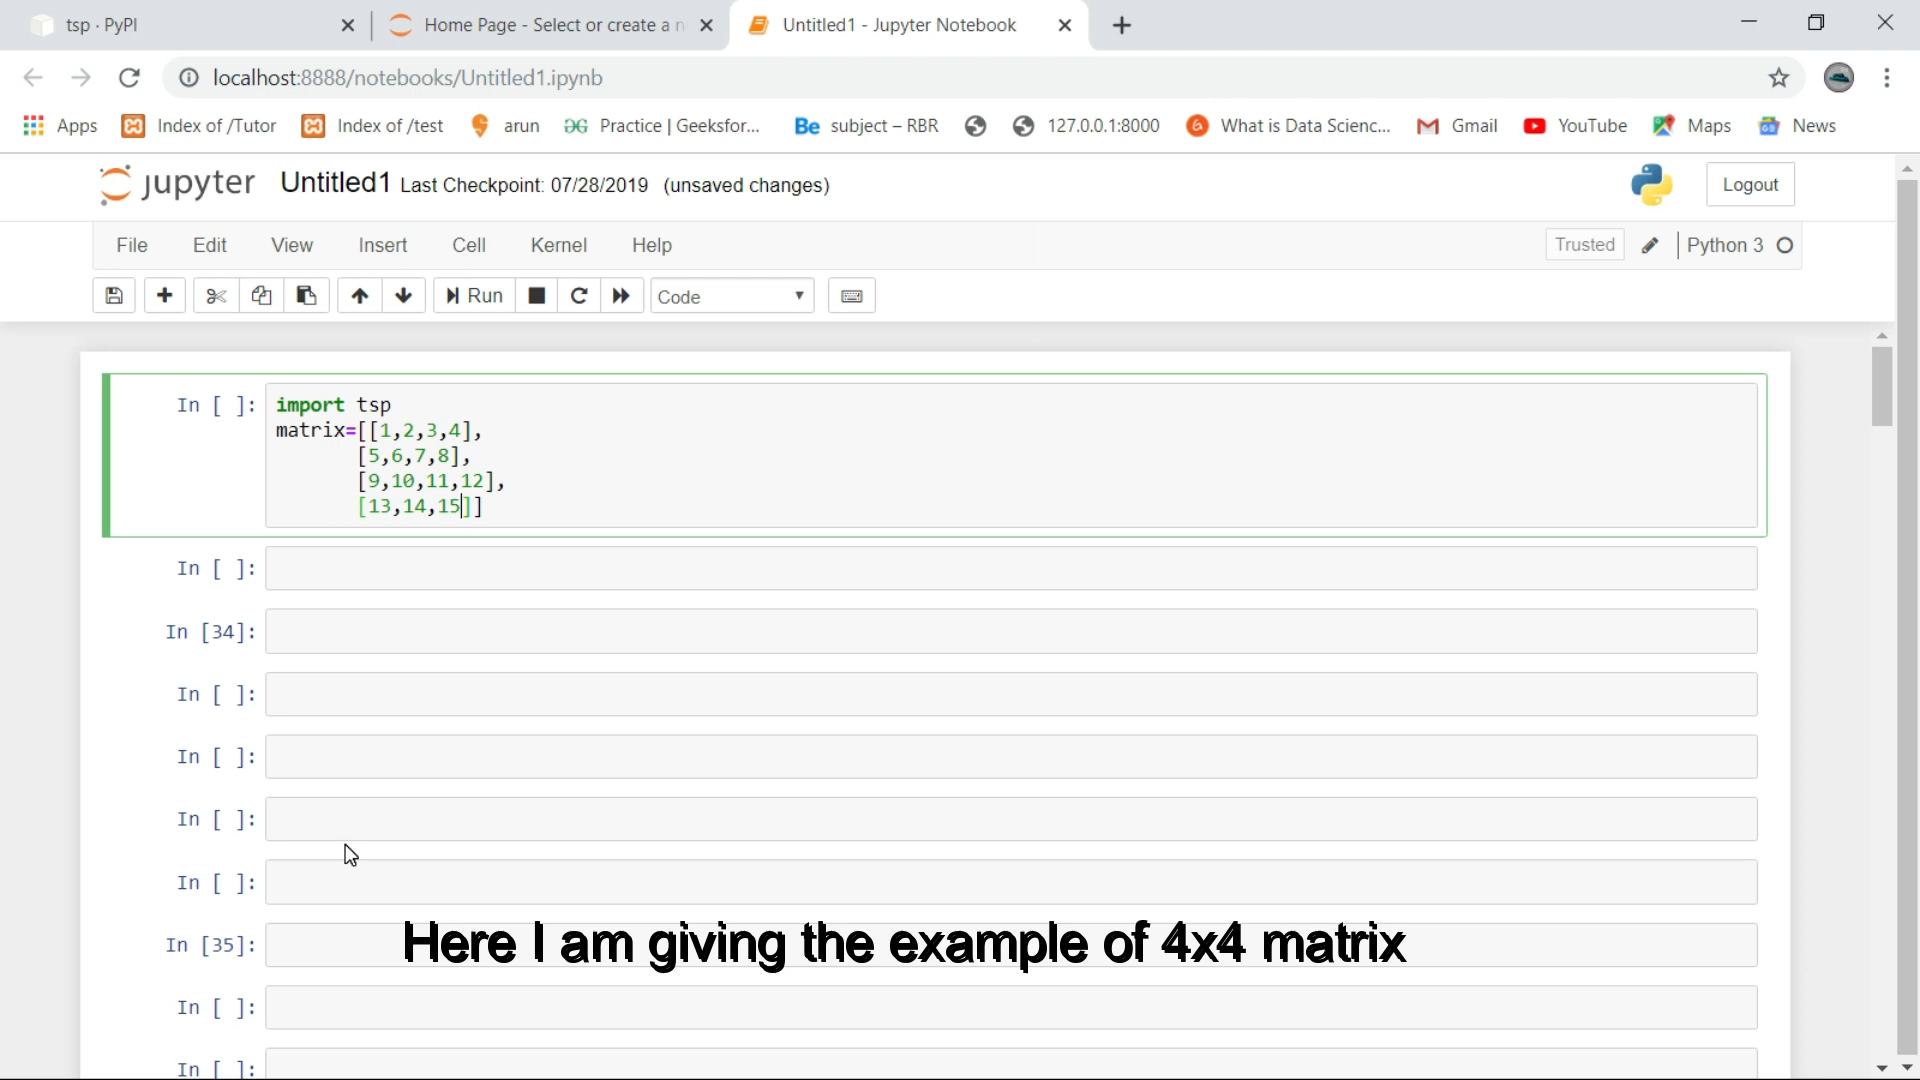 tsp · PyPI
Home Page - Select or create a n
Untitled1 - Jupyter Notebook
localhost:8888/notebooks/Untitled1.ipynb
Apps Index of /Tutor Index of /test arun Practice | Geeksfor... Be subject – RBR 127.0.0.1:8000 What is Data Scienc... Gmail YouTube Maps News
jupyter Untitled1 Last Checkpoint: 07/28/2019 (unsaved changes) Logout
File Edit View Insert Cell Kernel Help Trusted Python 3
Run Code
In [ ]: import tsp
matrix=[[1,2,3,4],
[5,6,7,8],
[9,10,11,12],
[13,14,15]]
In [ ]:
In [34]:
In [ ]:
In [ ]:
In [ ]:
In [ ]:
In [35]:
Here I am giving the example of 4x4 matrix
In [ ]:
In [ ]: